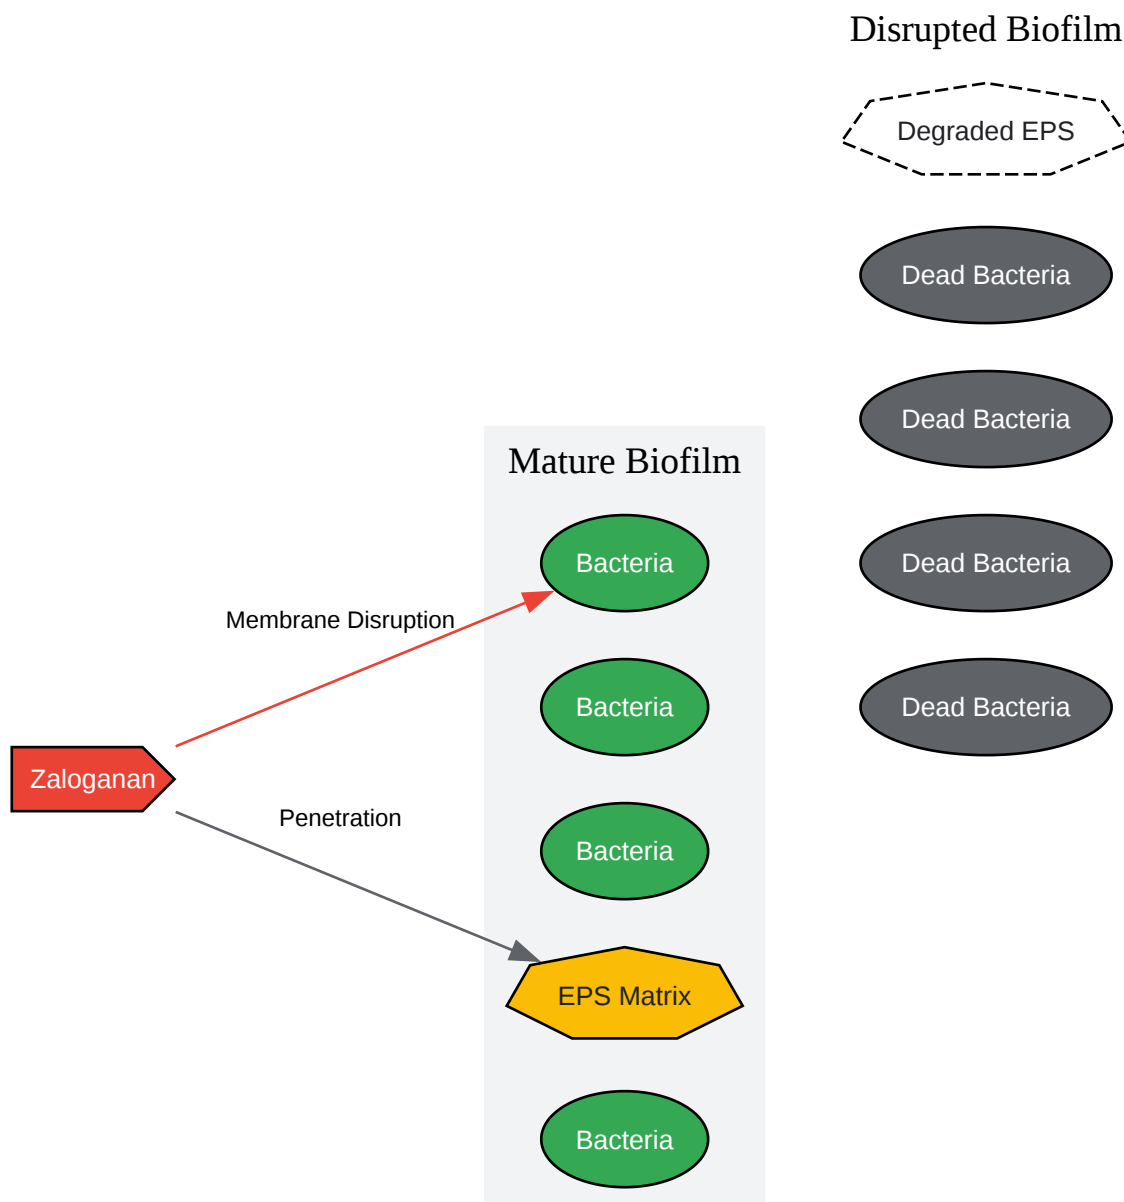 Disrupted Biofilm
Degraded EPS
Dead Bacteria
Dead Bacteria
Dead Bacteria
Dead Bacteria
Mature Biofilm
Bacteria
Bacteria
Bacteria
EPS Matrix
Bacteria
Membrane Disruption
Zaloganan
Penetration